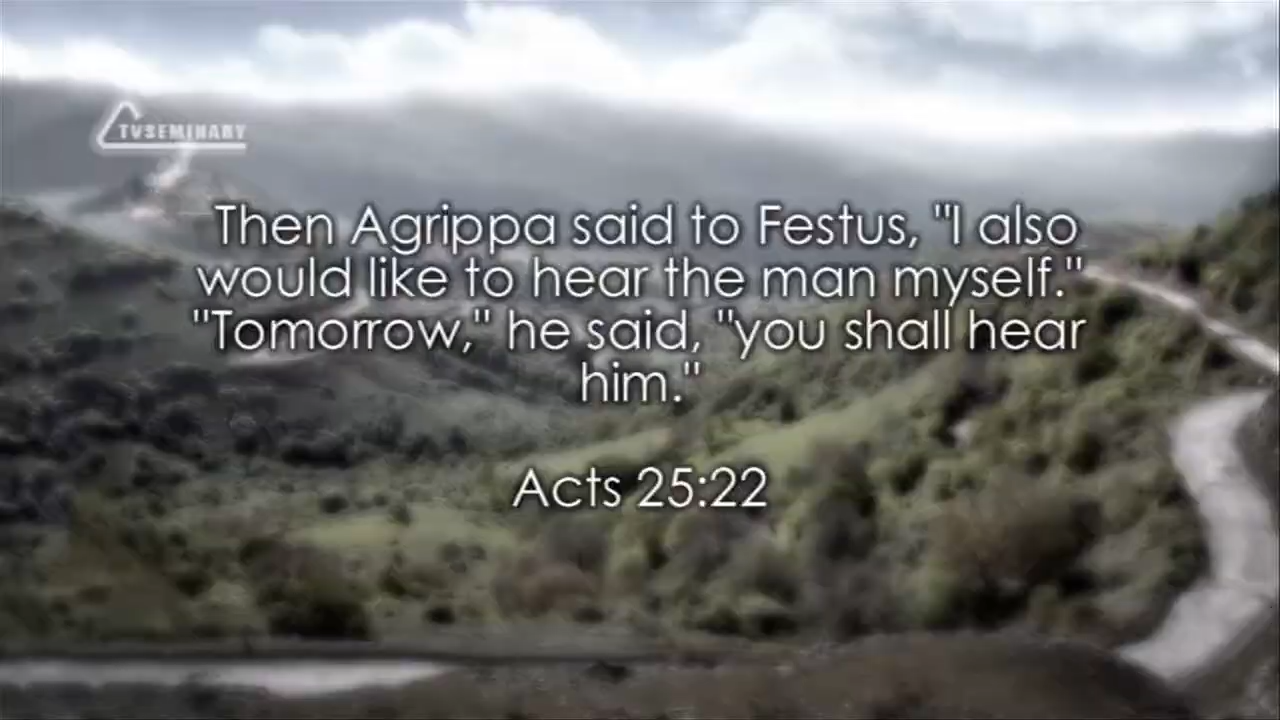 TVSEMINARY
Then Agrippa said to Festus, "I also
would like to hear the man myself."
"Tomorrow," he said, "you shall hear
him."
Acts 25:22